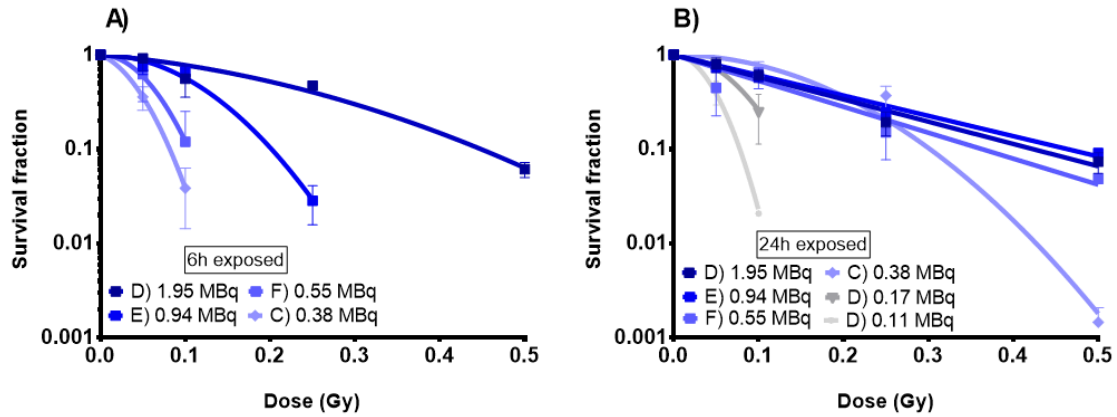 A)
Survival fraction
1
0.1
0.01
0.001
6h exposed
D) 1.95 MBq F) 0.55 MBq
E) 0.94 MBq C) 0.38 MBq
0.0 0.1 0.2 0.3 0.4 0.5
Dose (Gy)
B)
Survival fraction
1
0.1
0.01
0.001
24h exposed
D) 1.95 MBq C) 0.38 MBq
E) 0.94 MBq D) 0.17 MBq
F) 0.55 MBq D) 0.11 MBq
0.0 0.1 0.2 0.3 0.4 0.5
Dose (Gy)